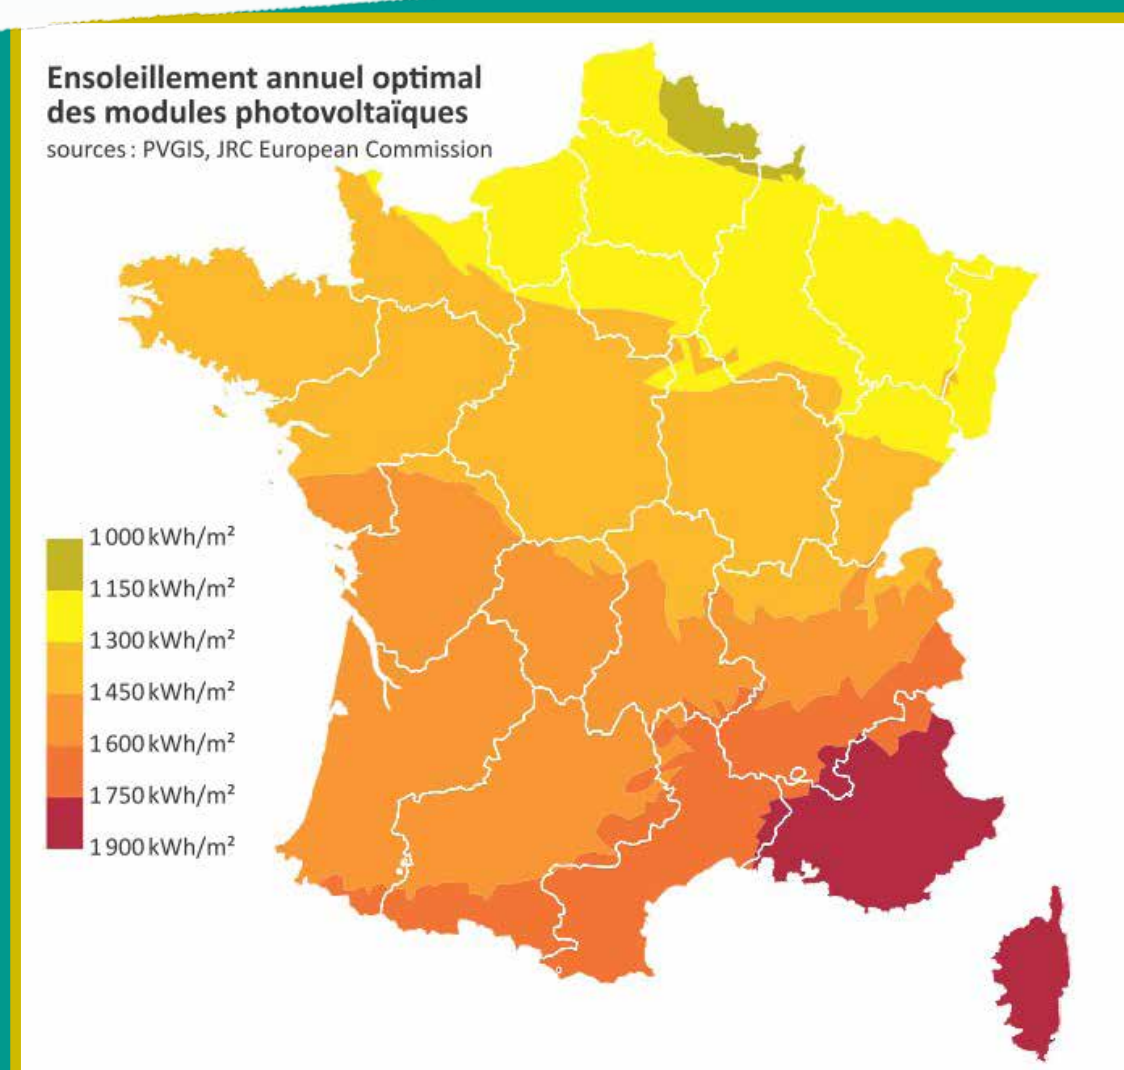 Ensoleillement annuel optimal
des modules photovoltaïques
sources : PVGIS, JRC European Commission
1 000 kWh/m²
1 150 kWh/m²
1 300 kWh/m²
1 450 kWh/m²
1 600 kWh/m²
1 750 kWh/m²
1 900 kWh/m²